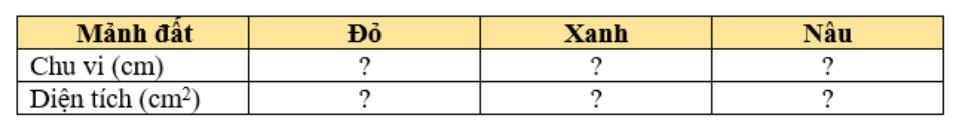 Mảnh đất Đỏ Xanh Nâu
Chu vi (cm) ? ? ?
Diện tích (cm²) ? ? ?